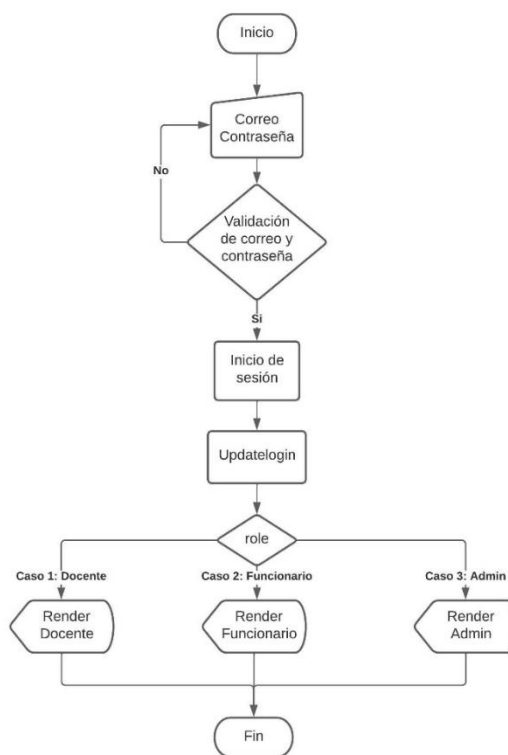 Inicio
Correo
Contraseña
No
Validación
de correo y
contraseña
Si
Inicio de
sesión
Updatelogin
role
Caso 1: Docente
Caso 2: Funcionario
Caso 3: Admin
Render
Docente
Render
Funcionario
Render
Admin
Fin